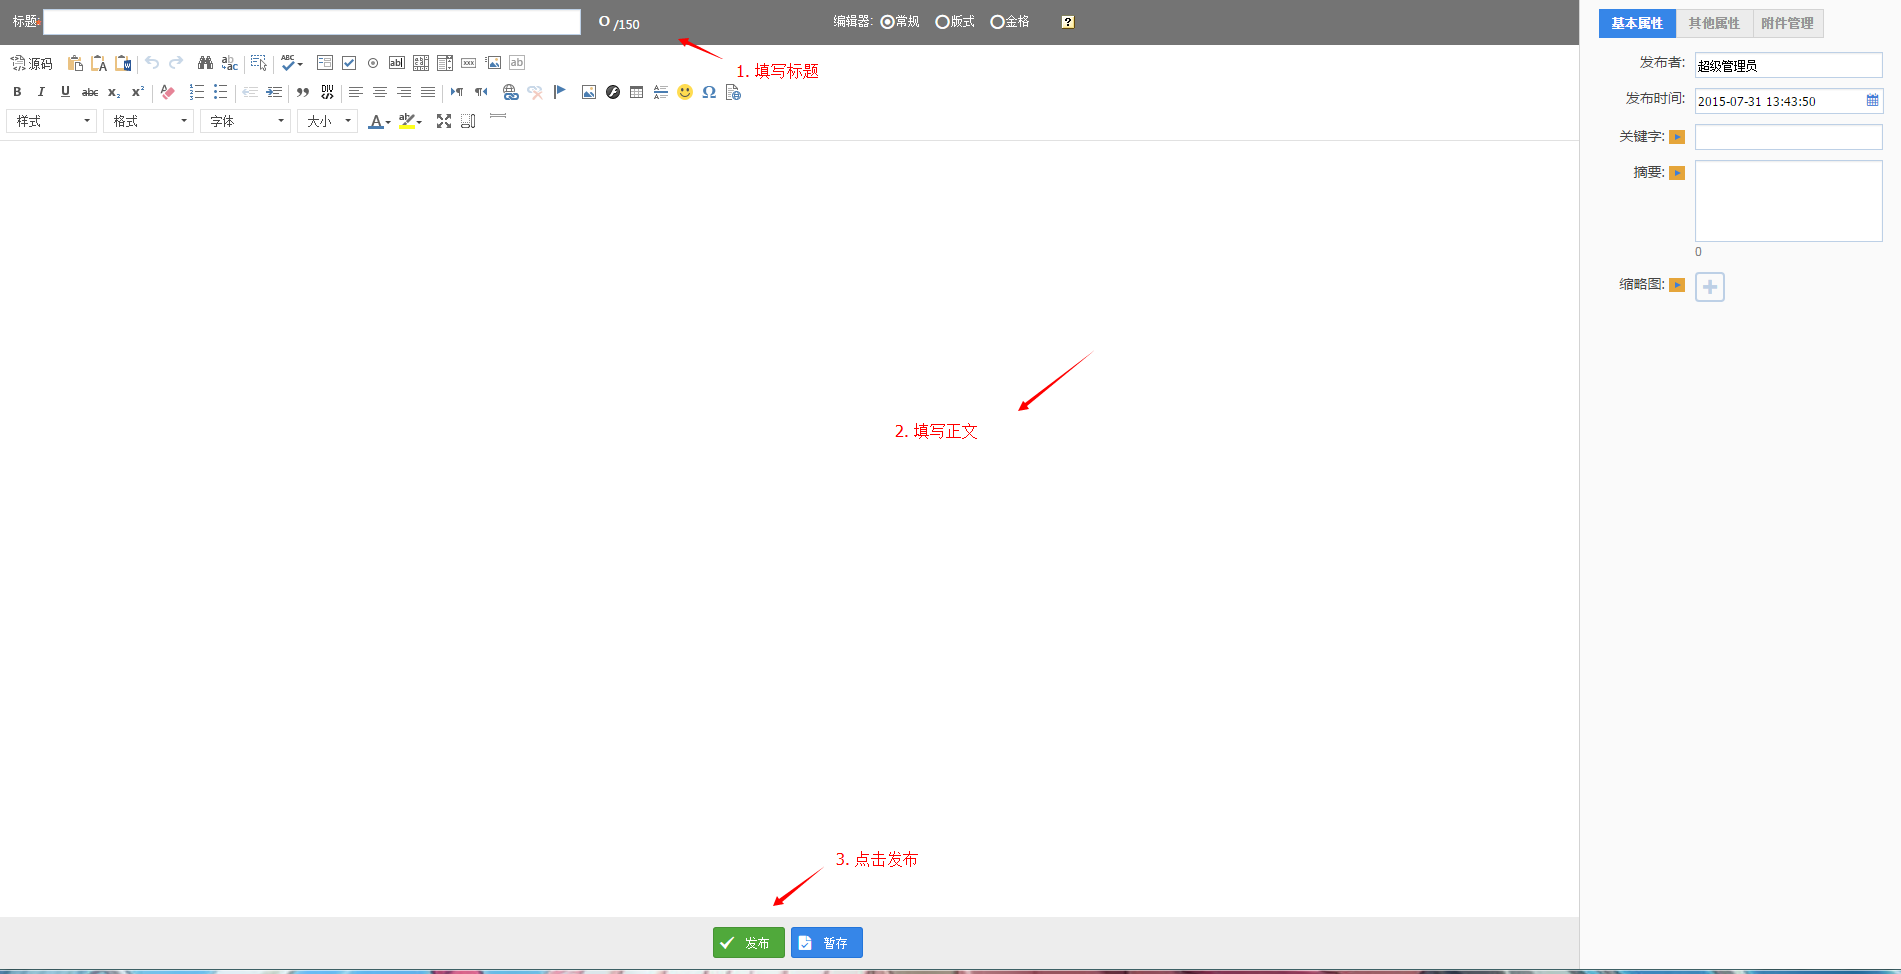 标题: 0 /150 编辑器: 常规 版式 金格 ?
1. 填写标题
源码
样式 格式 字体 大小
2. 填写正文
3. 点击发布
发布 暂存
基本属性 其他属性 附件管理
发布者: 超级管理员
发布时间: 2015-07-31 13:43:50
关键字:
摘要:
0
缩略图: